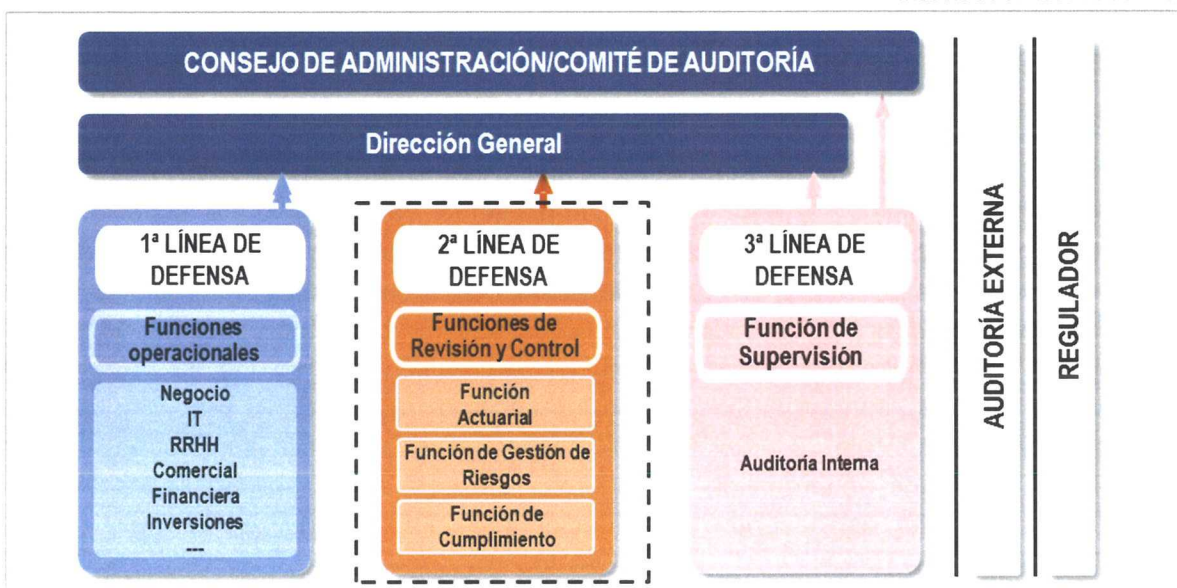 CONSEJO DE ADMINISTRACIÓN/COMITÉ DE AUDITORÍA
Dirección General
1ª LÍNEA DE
DEFENSA
Funciones
operacionales
Negocio
IT
RRHH
Comercial
Financiera
Inversiones
---
2ª LÍNEA DE
DEFENSA
Funciones de
Revisión y Control
Función
Actuarial
Función de Gestión de
Riesgos
Función de
Cumplimiento
3ª LÍNEA DE
DEFENSA
Función de
Supervisión
Auditoría Interna
AUDITORÍA EXTERNA
REGULADOR